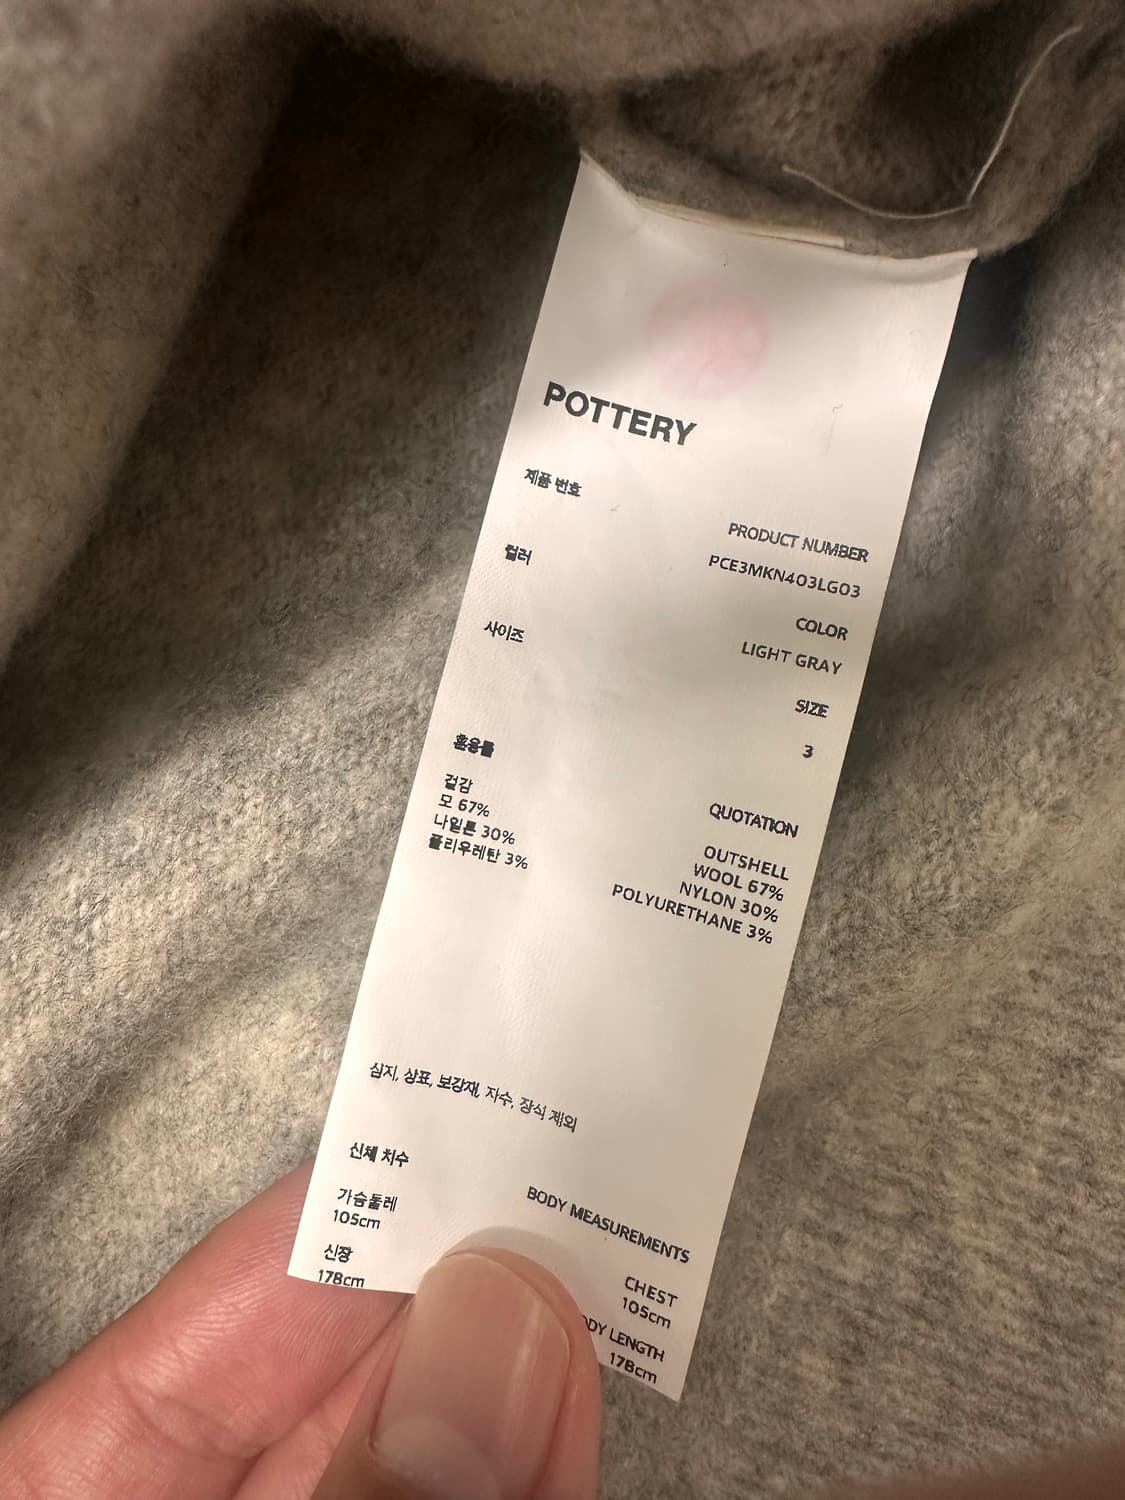 POTTERY
제품 번호
PRODUCT NUMBER
PCE3MKN403LG03
컬러
COLOR
LIGHT GRAY
사이즈
SIZE
3
혼용률
QUOTATION
겉감
모 67%
나일론 30%
폴리우레탄 3%
OUTSHELL
WOOL 67%
NYLON 30%
POLYURETHANE 3%
심지, 상표, 보강재, 자수, 장식 제외
신체 치수
BODY MEASUREMENTS
가슴둘레
105cm
CHEST
105cm
신장
178cm
ODY LENGTH
178cm